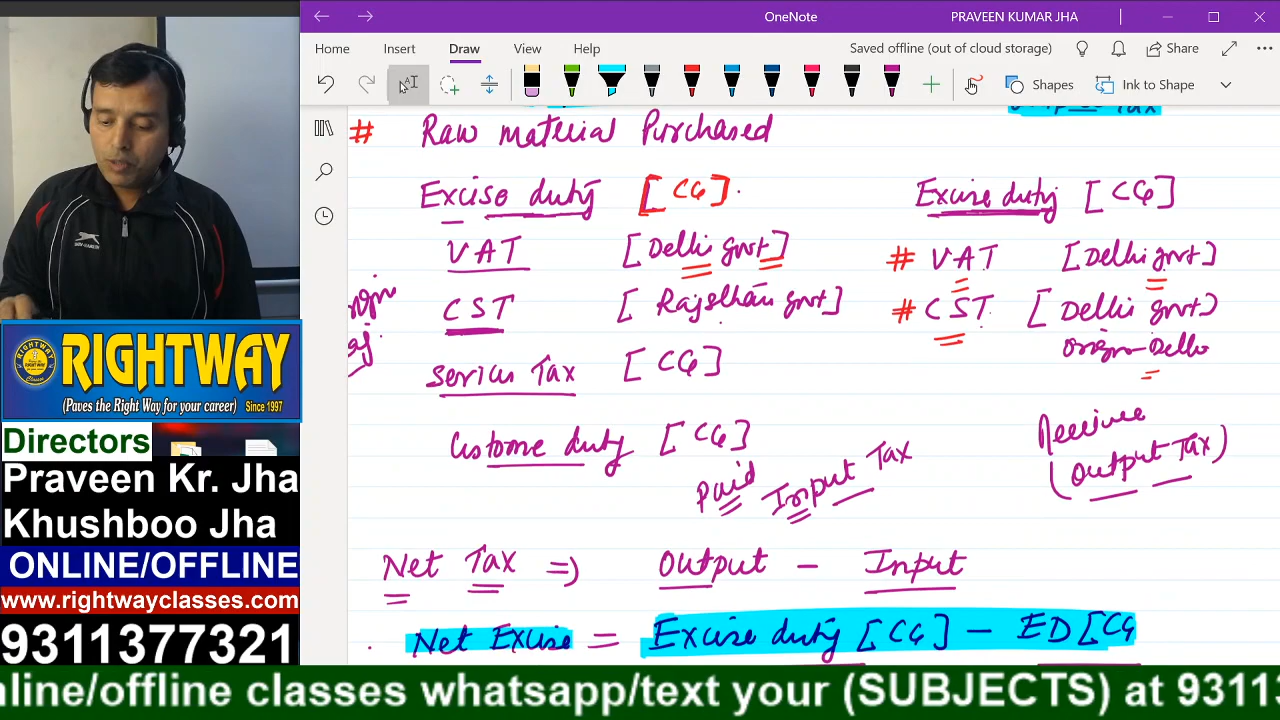 OneNote
PRAVEEN KUMAR JHA
Home Insert Draw View Help
Saved offline (out of cloud storage)
Share
Shapes
Ink to Shape
# Raw material Purchased
Excise duty [CG]
VAT [Delhi govt]
CST [Rajsthan govt]
Services Tax [CG]
Custome duty [CG]
Paid
Input Tax
Excise duty [CG]
# VAT [Delhi govt]
# CST [Delhi govt)
Origin Delhi
Receive
(Output Tax)
Net Tax => Output - Input
Net Excise = Excise duty [CG] - ED [CG
RIGHTWAY
(Paves the Right Way for your career) Since 1997
Directors
Praveen Kr. Jha
Khushboo Jha
ONLINE/OFFLINE
www.rightwayclasses.com
9311377321
nline/offline classes whatsapp/text your (SUBJECTS) at 9311